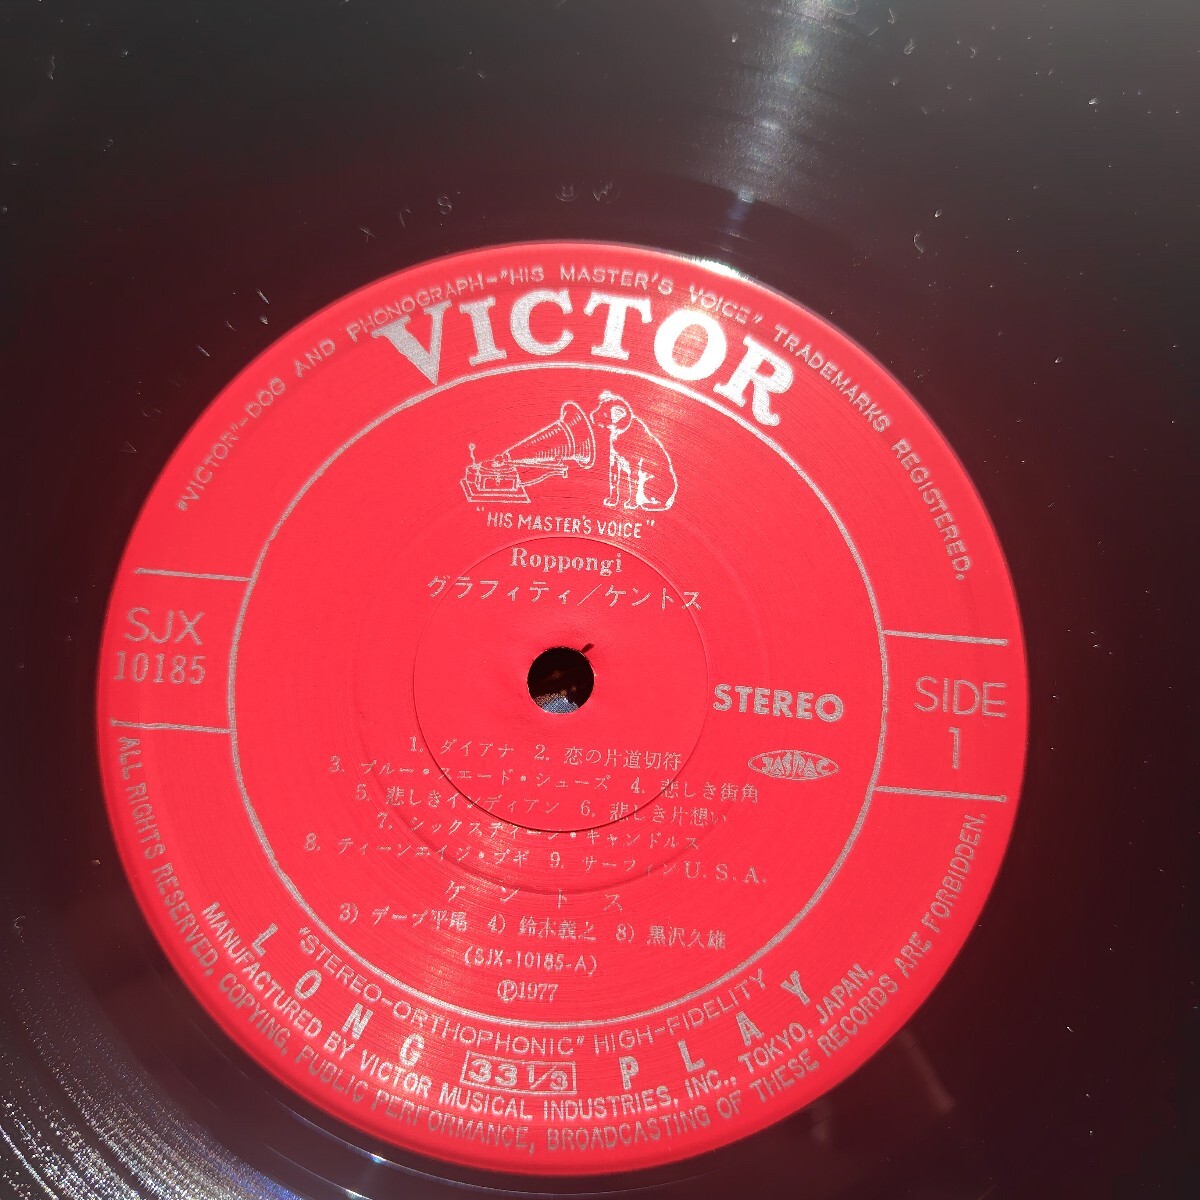 "VICTOR"-DOG AND PHONOGRAPH-"HIS MASTER'S VOICE" TRADEMARKS REGISTERED.
VICTOR
"HIS MASTER'S VOICE"
Roppongi
グラフィティ/ケントス
SJX
10185
STEREO
SIDE
1
JASRAC
1. ダイアナ 2. 恋の片道切符
3. ブルー・スエード・シューズ 4. 悲しき街角
5. 悲しきインディアン 6. 悲しき片想い
7. シックスティーン・キャンドルス
8. ティーンエイジ・ブギ 9. サーフィンU.S.A.
ケントス
3) デーブ平尾 4) 鈴木義之 8) 黒沢久雄
(SJX-10185-A)
Ⓟ1977
"STEREO-ORTHOPHONIC" HIGH-FIDELITY
LONG 33 1/3 PLAY
MANUFACTURED BY VICTOR MUSICAL INDUSTRIES, INC., TOKYO, JAPAN.
ALL RIGHTS RESERVED. COPYING, PUBLIC PERFORMANCE, BROADCASTING OF THESE RECORDS ARE FORBIDDEN.